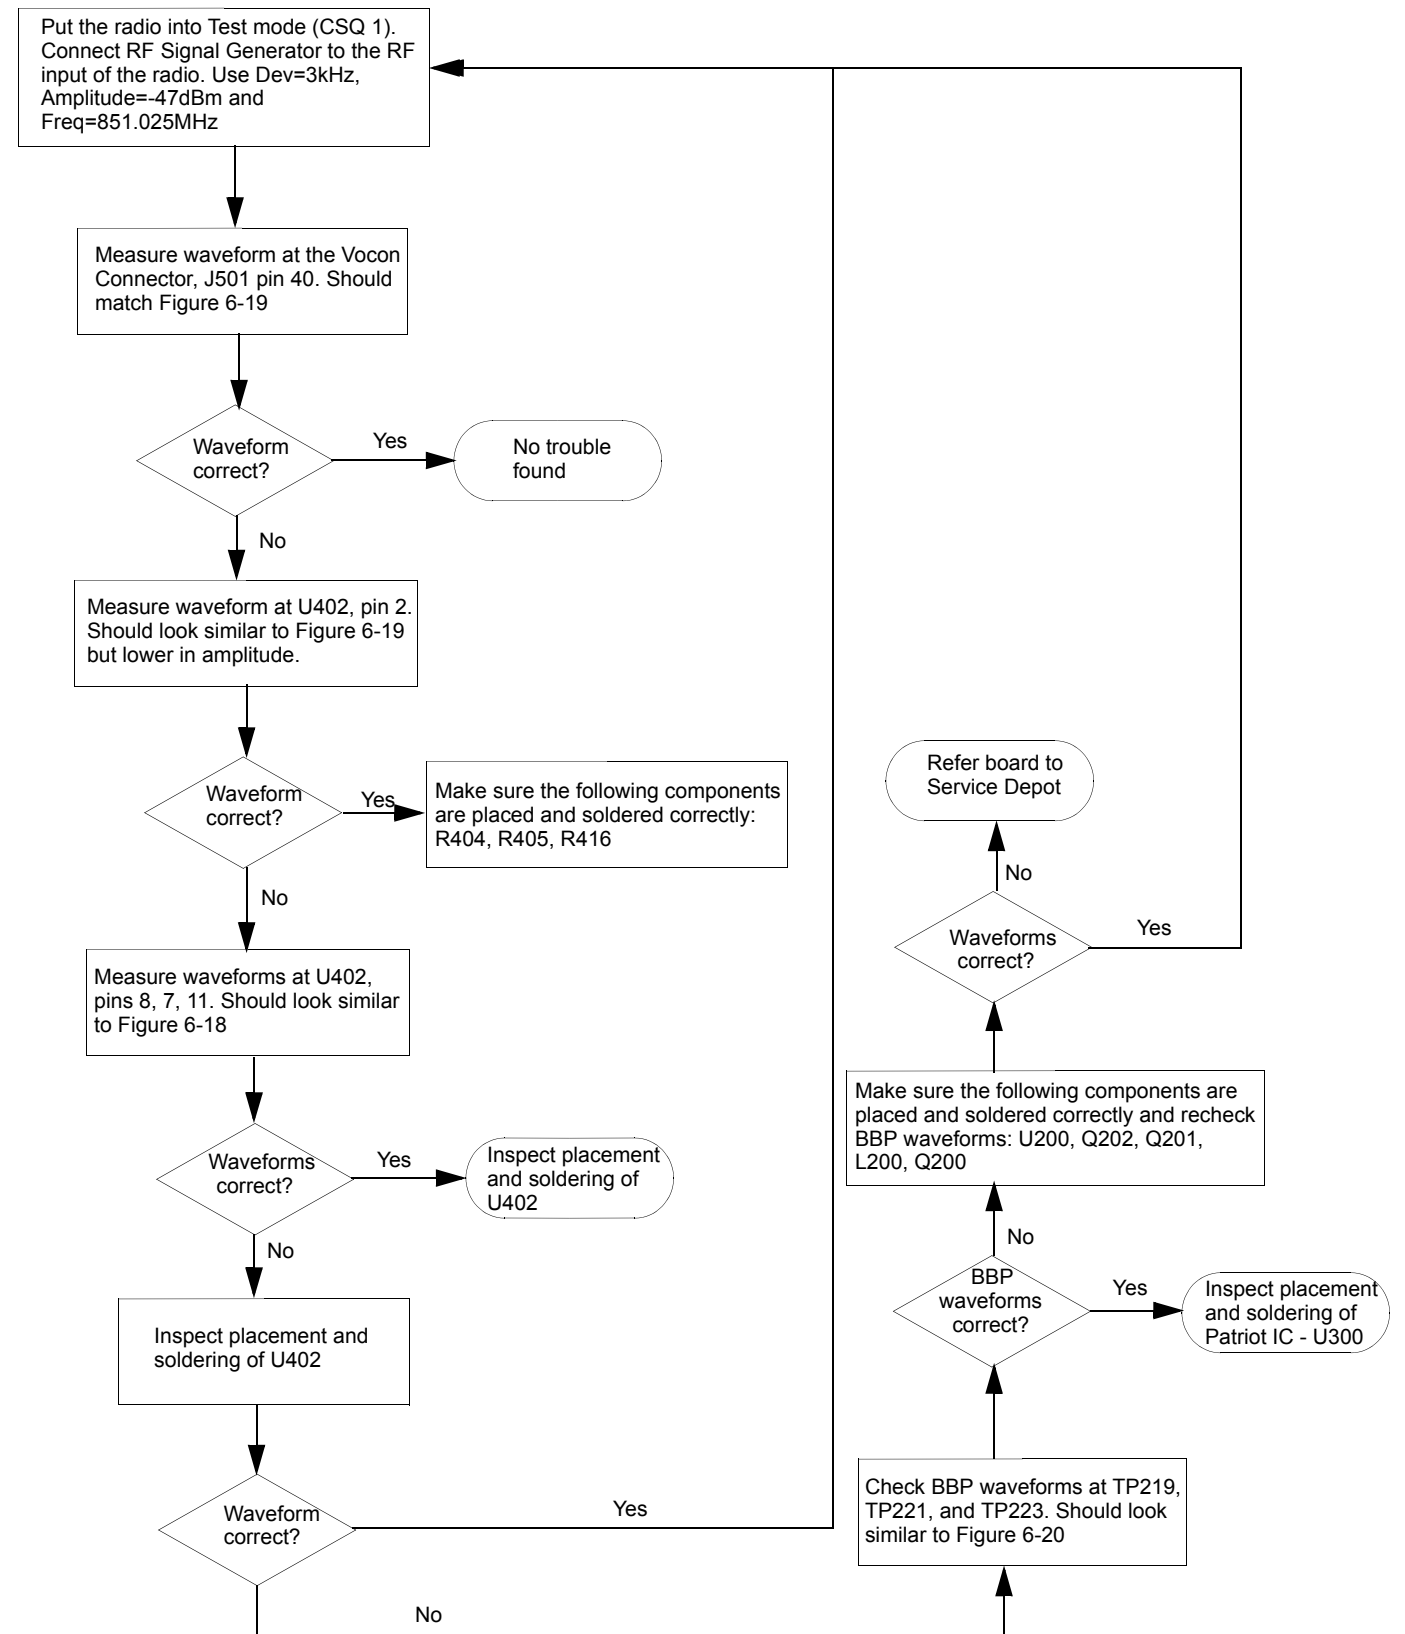 Put the radio into Test mode (CSQ 1).
Connect RF Signal Generator to the RF
input of the radio. Use Dev=3kHz,
Amplitude=-47dBm and
Freq=851.025MHz
Measure waveform at the Vocon
Connector, J501 pin 40. Should
match Figure 6-19
Waveform
correct?
Yes
No trouble
found
No
Measure waveform at U402, pin 2.
Should look similar to Figure 6-19
but lower in amplitude.
Waveform
correct?
Yes
Make sure the following components
are placed and soldered correctly:
R404, R405, R416
No
Measure waveforms at U402,
pins 8, 7, 11. Should look similar
to Figure 6-18
Waveforms
correct?
Yes
Inspect placement
and soldering of
U402
No
Inspect placement and
soldering of U402
Waveform
correct?
Yes
No
Check BBP waveforms at TP219,
TP221, and TP223. Should look
similar to Figure 6-20
BBP
waveforms
correct?
Yes
Inspect placement
and soldering of
Patriot IC - U300
No
Make sure the following components are
placed and soldered correctly and recheck
BBP waveforms: U200, Q202, Q201,
L200, Q200
Waveforms
correct?
Yes
No
Refer board to
Service Depot